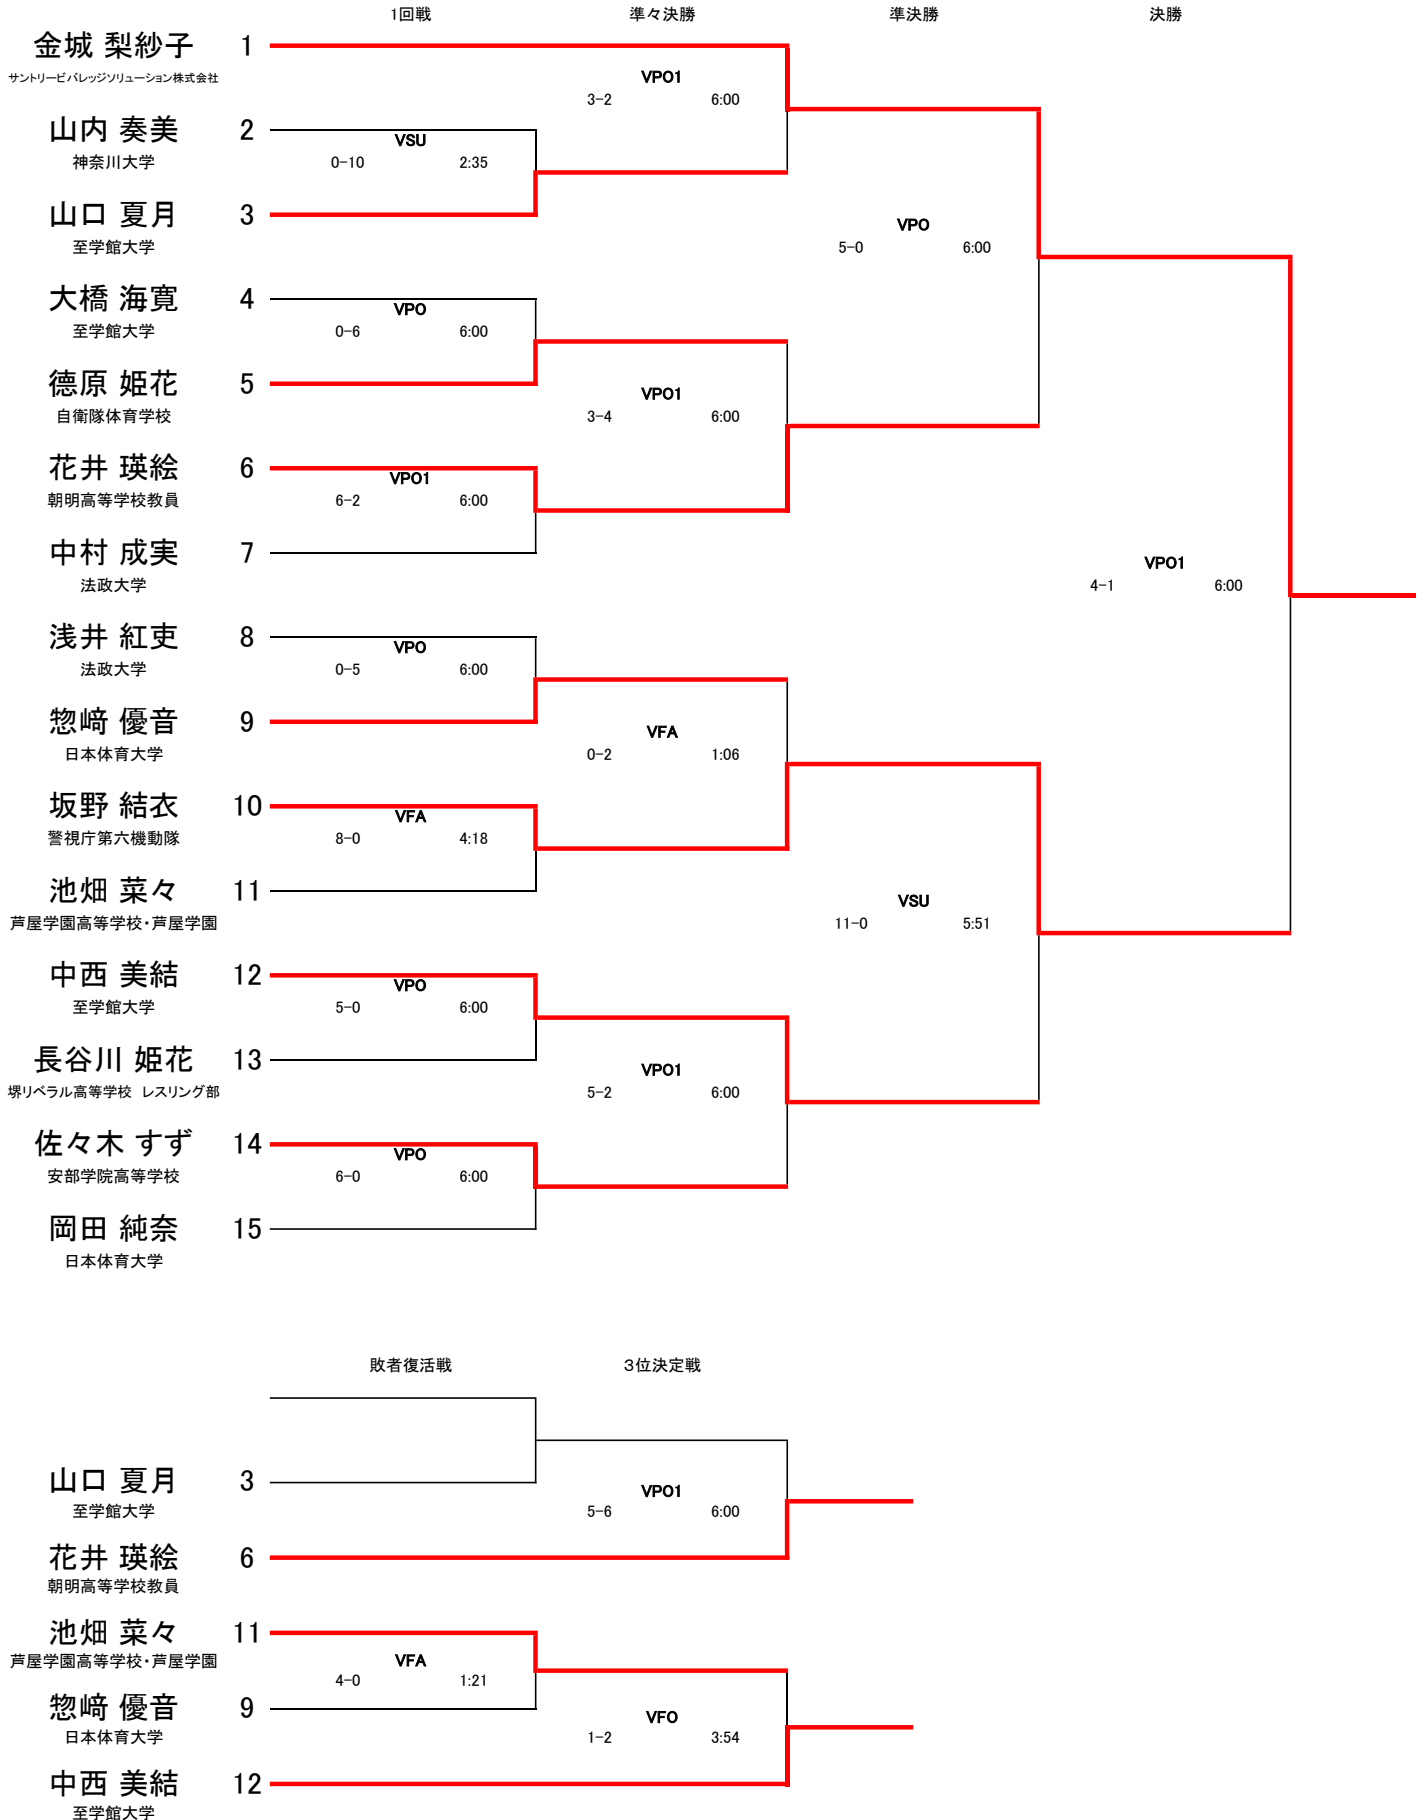 1回戦 準々決勝 準決勝 決勝
金城 梨紗子 1
サントリービバレッジソリューション株式会社
VPO1
3-2 6:00
山内 奏美 2
神奈川大学
VSU
0-10 2:35
山口 夏月 3
至学館大学
VPO
5-0 6:00
大橋 海寛 4
至学館大学
VPO
0-6 6:00
德原 姫花 5
自衛隊体育学校
VPO1
3-4 6:00
花井 瑛絵 6
朝明高等学校教員
VPO1
6-2 6:00
中村 成実 7
法政大学
VPO1
4-1 6:00
浅井 紅吏 8
法政大学
VPO
0-5 6:00
惣﨑 優音 9
日本体育大学
VFA
0-2 1:06
坂野 結衣 10
警視庁第六機動隊
VFA
8-0 4:18
池畑 菜々 11
芦屋学園高等学校・芦屋学園
VSU
11-0 5:51
中西 美結 12
至学館大学
VPO
5-0 6:00
長谷川 姫花 13
堺リベラル高等学校 レスリング部
VPO1
5-2 6:00
佐々木 すず 14
安部学院高等学校
VPO
6-0 6:00
岡田 純奈 15
日本体育大学
敗者復活戦 3位決定戦
山口 夏月 3
至学館大学
VPO1
5-6 6:00
花井 瑛絵 6
朝明高等学校教員
池畑 菜々 11
芦屋学園高等学校・芦屋学園
VFA
4-0 1:21
惣﨑 優音 9
日本体育大学
VFO
1-2 3:54
中西 美結 12
至学館大学